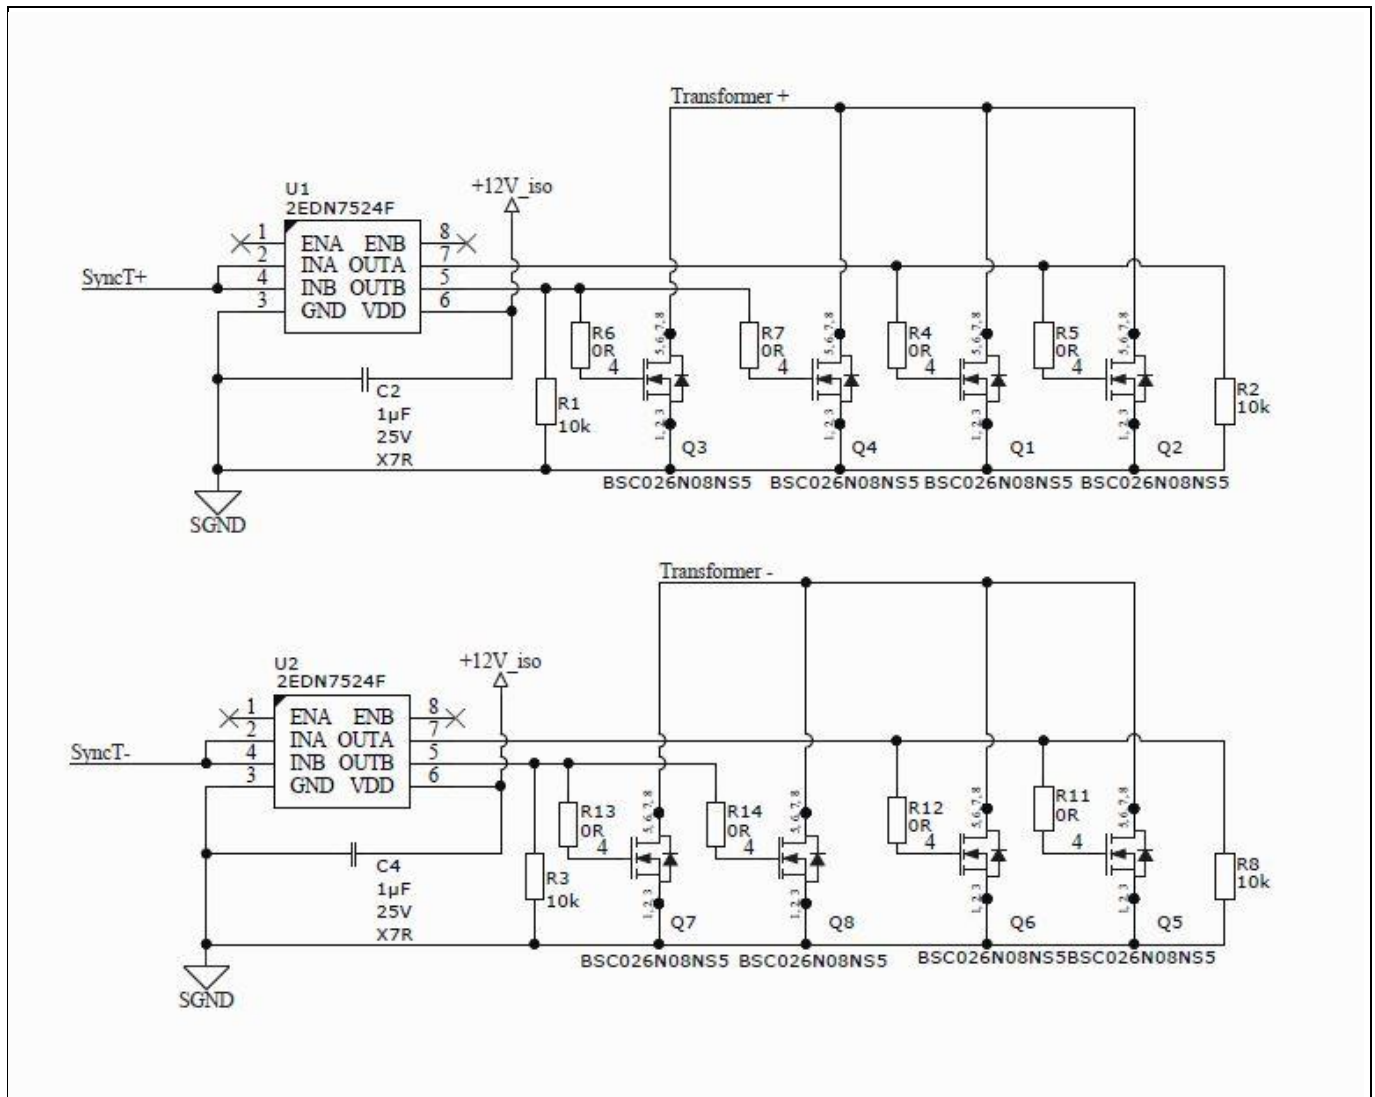 Transformer +
+12V_iso
U1
2EDN7524F
1 ENA ENB 8
2 INA OUTA 7
SyncT+
4 INB OUTB 5
3 GND VDD 6
R6
0R
4
5,6,7,8
1,2,3
R7
0R
4
5,6,7,8
1,2,3
R4
0R
4
5,6,7,8
1,2,3
R5
0R
4
5,6,7,8
1,2,3
C2
1µF
25V
X7R
R1
10k
R2
10k
Q3
Q4
Q1
Q2
BSC026N08NS5
BSC026N08NS5
BSC026N08NS5
BSC026N08NS5
SGND
Transformer -
+12V_iso
U2
2EDN7524F
1 ENA ENB 8
2 INA OUTA 7
SyncT-
4 INB OUTB 5
3 GND VDD 6
R13
0R
4
5,6,7,8
1,2,3
R14
0R
4
5,6,7,8
1,2,3
R12
0R
4
5,6,7,8
1,2,3
R11
0R
4
5,6,7,8
1,2,3
C4
1µF
25V
X7R
R3
10k
R8
10k
Q7
Q8
Q6
Q5
BSC026N08NS5
BSC026N08NS5
BSC026N08NS5
BSC026N08NS5
SGND